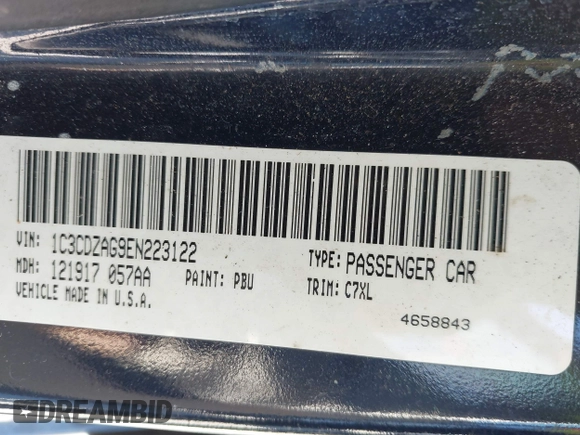 VIN: 1C3CDZAG9EN223122
TYPE: PASSENGER CAR
MDH: 121917 057AA
PAINT: PBU
TRIM: C7XL
VEHICLE MADE IN U.S.A.
4658843
DREAMBID